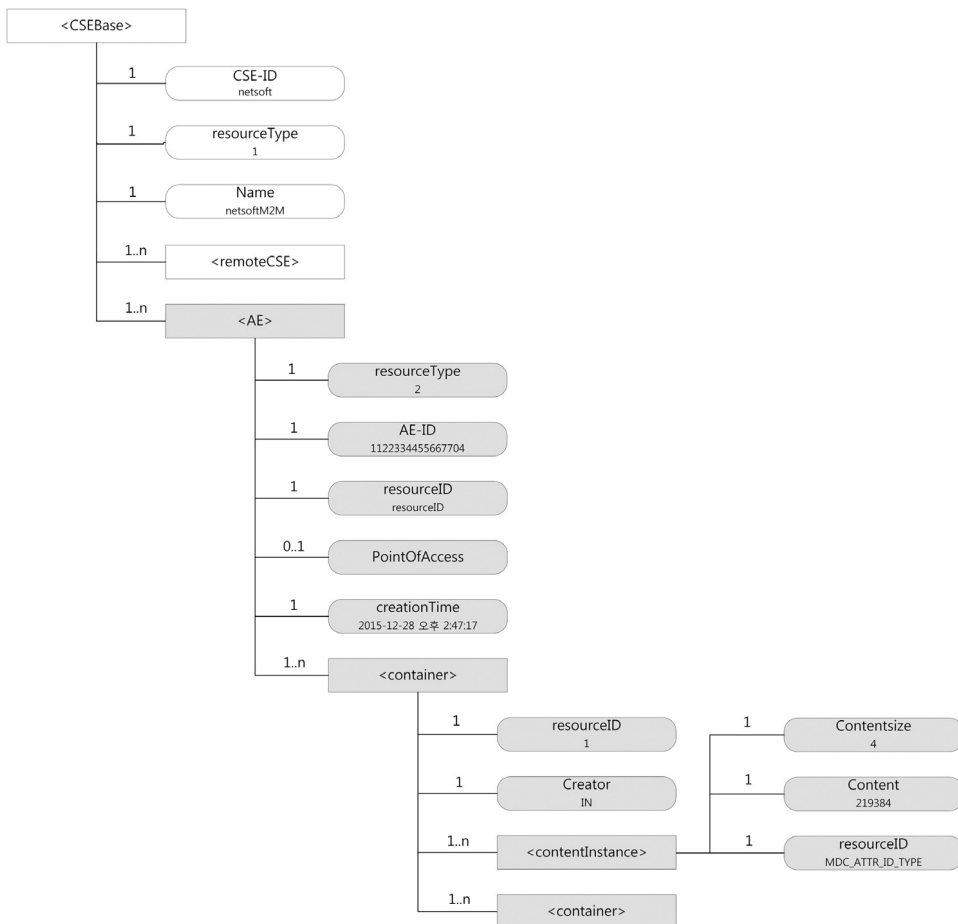 <CSEBase>
1
CSE-ID
netsoft
1
resourceType
1
1
Name
netsoftM2M
1..n
<remoteCSE>
1..n
<AE>
1
resourceType
2
1
AE-ID
1122334455667704
1
resourceID
resourceID
0..1
PointOfAccess
1
creationTime
2015-12-28 오후 2:47:17
1..n
<container>
1
resourceID
1
1
Contentsize
4
1
Creator
IN
1
Content
219384
1..n
<contentInstance>
1
resourceID
MDC_ATTR_ID_TYPE
1..n
<container>